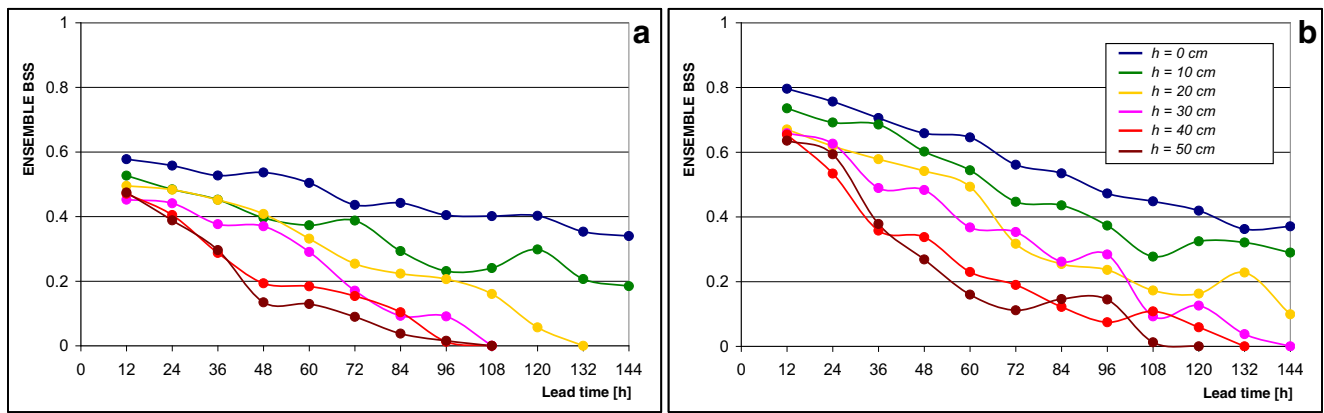 a
ENSEMBLE BSS
1
0.8
0.6
0.4
0.2
0
0 12 24 36 48 60 72 84 96 108 120 132 144
Lead time [h]
b
ENSEMBLE BSS
1
0.8
0.6
0.4
0.2
0
h = 0 cm
h = 10 cm
h = 20 cm
h = 30 cm
h = 40 cm
h = 50 cm
0 12 24 36 48 60 72 84 96 108 120 132 144
Lead time [h]